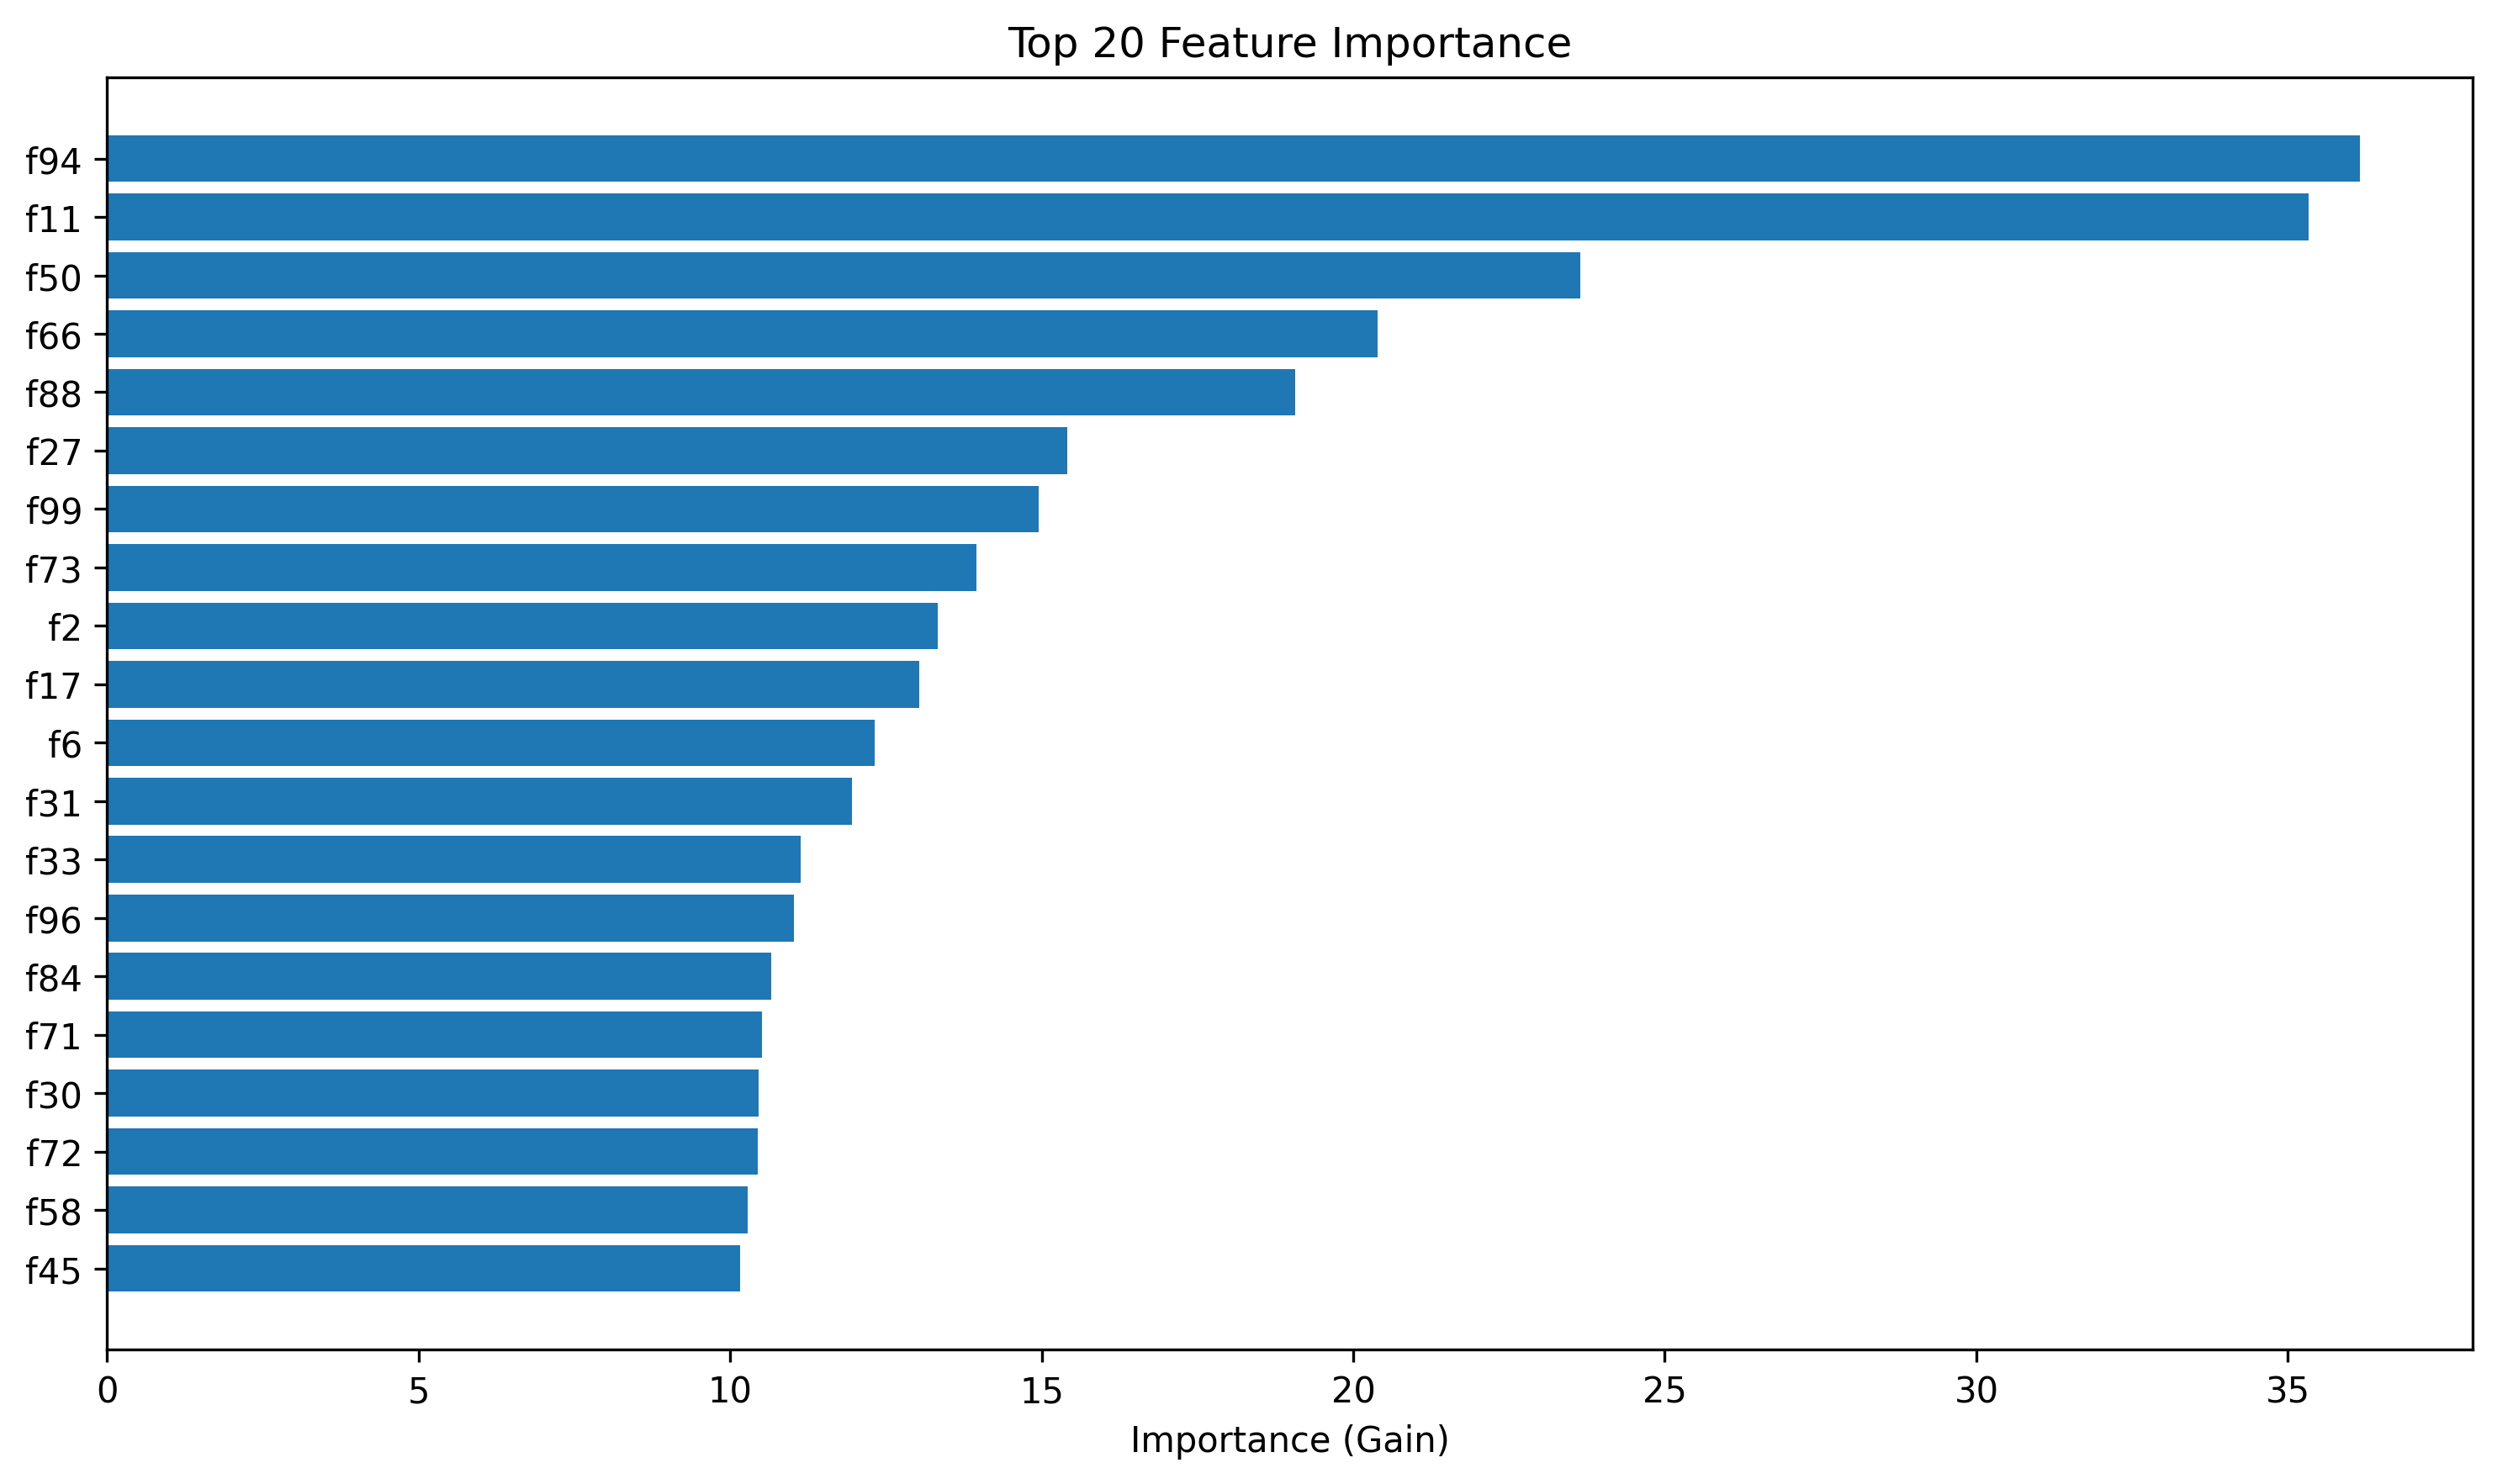 Top 20 Feature Importance
f94
f11
f50
f66
f88
f27
f99
f73
f2
f17
f6
f31
f33
f96
f84
f71
f30
f72
f58
f45
0 5 10 15 20 25 30 35
Importance (Gain)